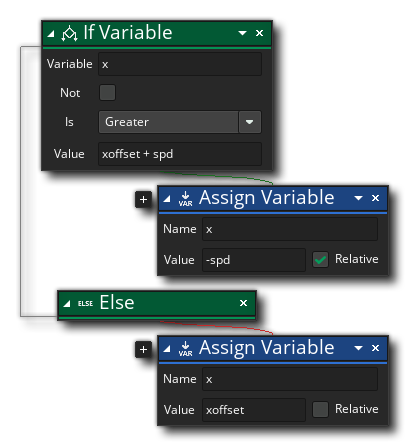 If Variable
Variable x
Not
Is Greater
Value xoffset + spd
VAR Assign Variable
Name x
Value -spd Relative
ELSE Else
VAR Assign Variable
Name x
Value xoffset Relative